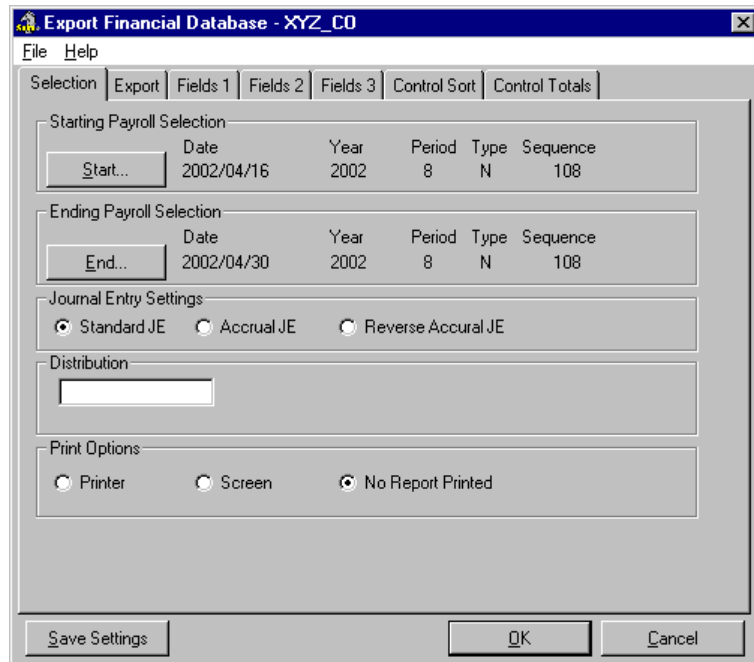 Export Financial Database - XYZ_CO
File Help
Selection Export Fields 1 Fields 2 Fields 3 Control Sort Control Totals
Starting Payroll Selection
Date Year Period Type Sequence
Start... 2002/04/16 2002 8 N 108
Ending Payroll Selection
Date Year Period Type Sequence
End... 2002/04/30 2002 8 N 108
Journal Entry Settings
Standard JE Accrual JE Reverse Accural JE
Distribution
Print Options
Printer Screen No Report Printed
Save Settings OK Cancel